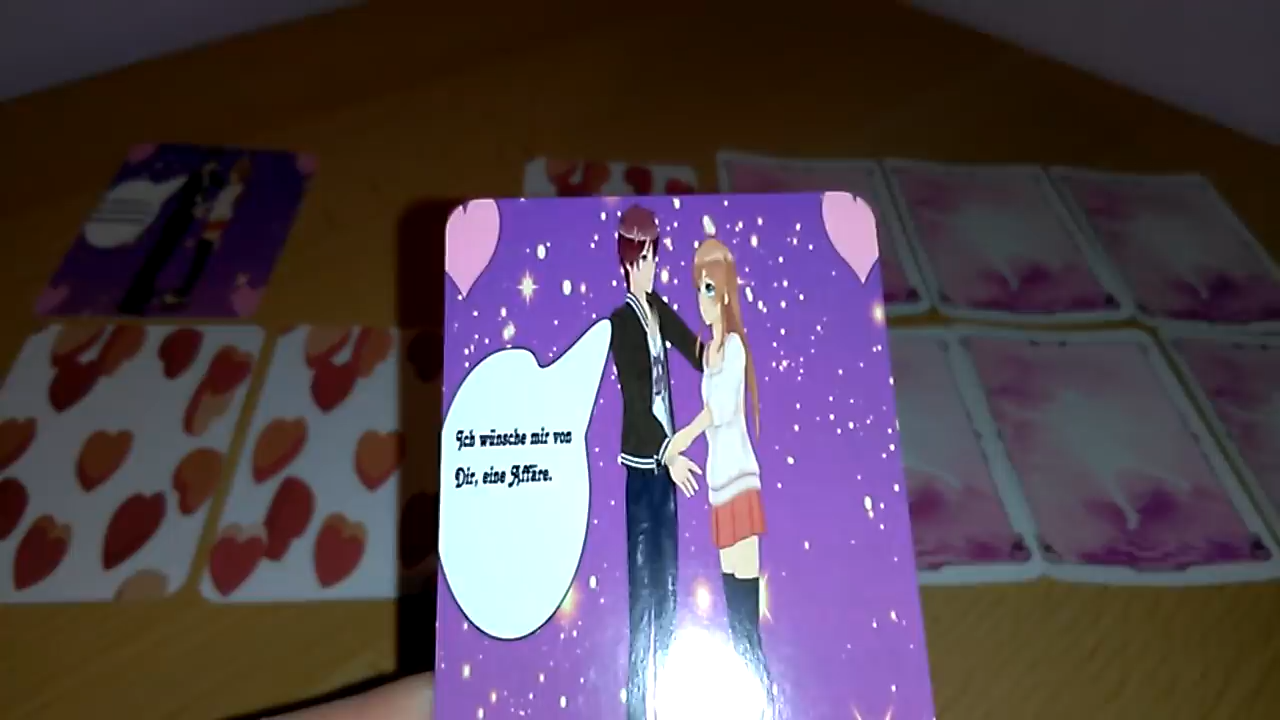 Ich wünsche mir von
Dir, eine Affäre.